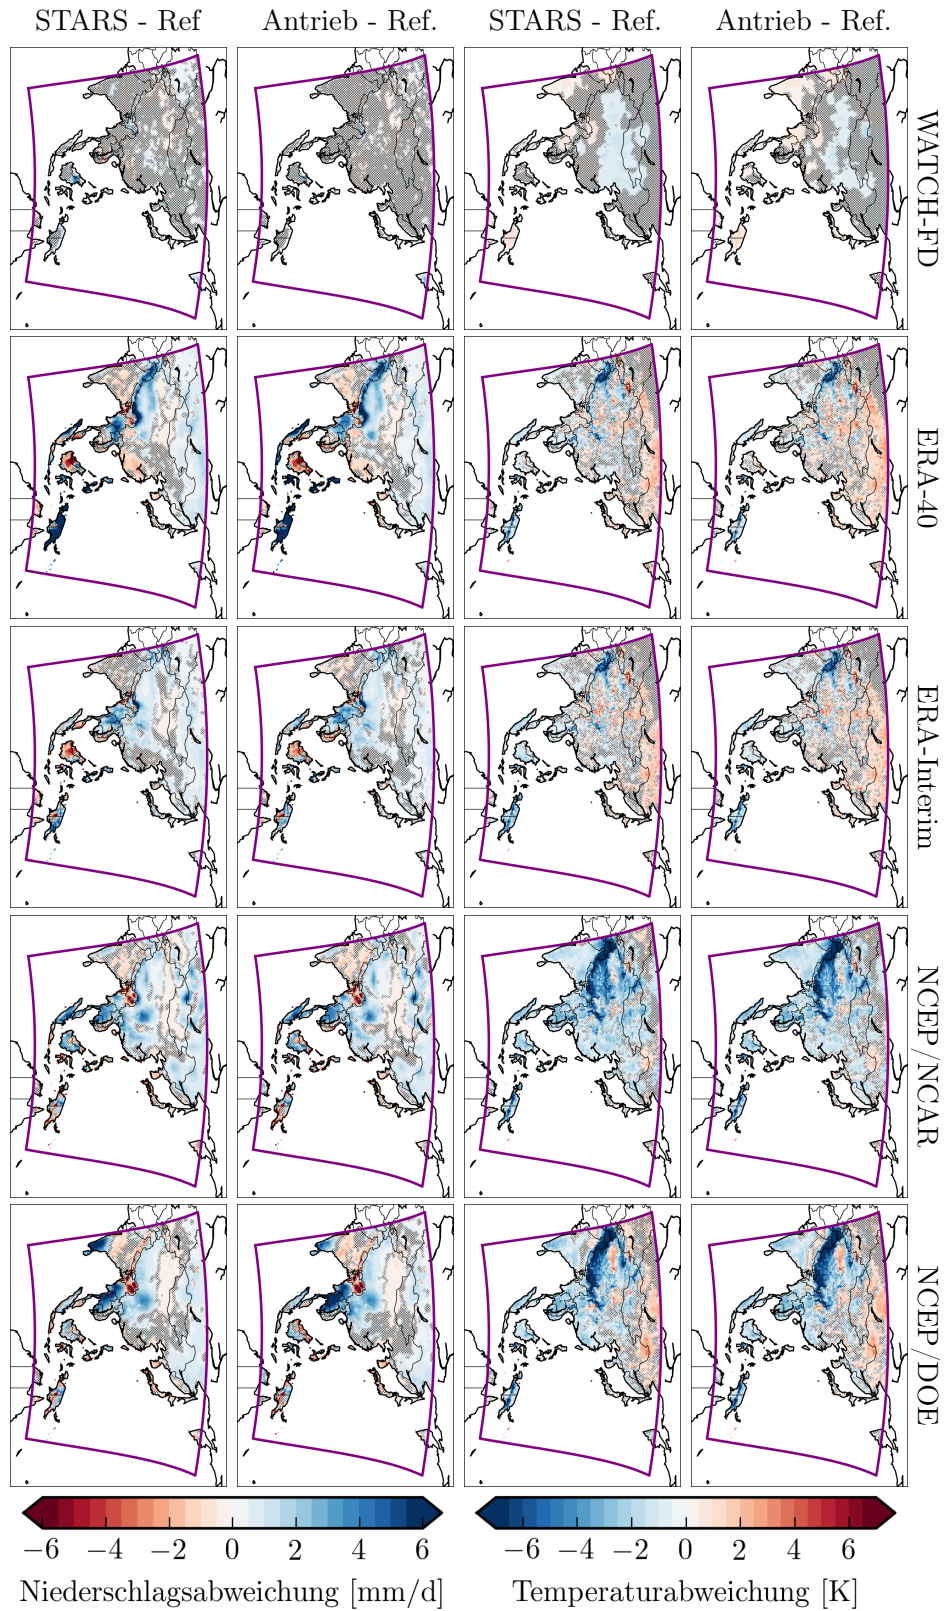 STARS - Ref
Antrieb - Ref.
STARS - Ref.
Antrieb - Ref.
WATCH-FD
ERA-40
ERA-Interim
NCEP/NCAR
NCEP/DOE
−6 −4 −2 0 2 4 6
Niederschlagsabweichung [mm/d]
−6 −4 −2 0 2 4 6
Temperaturabweichung [K]